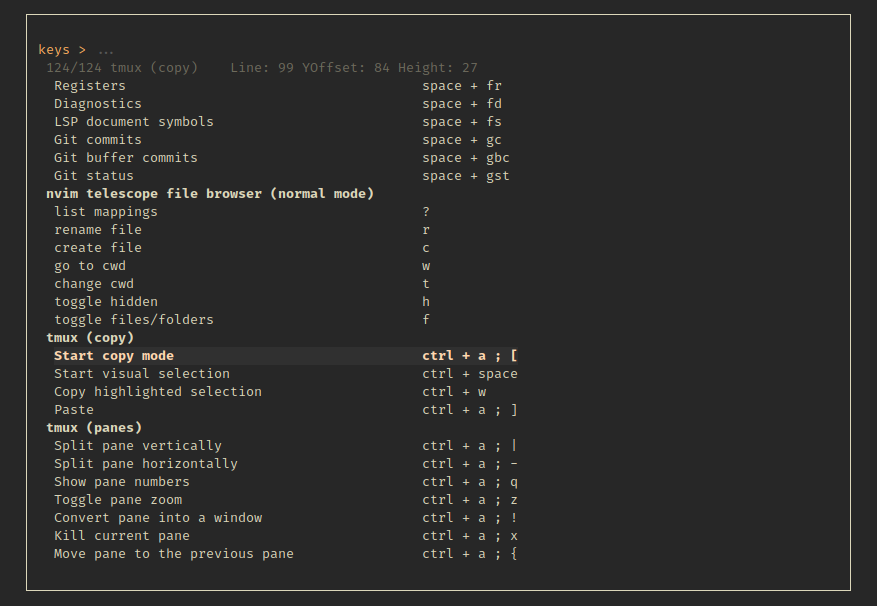 keys > ...
124/124 tmux (copy) Line: 99 YOffset: 84 Height: 27
Registers space + fr
Diagnostics space + fd
LSP document symbols space + fs
Git commits space + gc
Git buffer commits space + gbc
Git status space + gst
nvim telescope file browser (normal mode)
list mappings ?
rename file r
create file c
go to cwd w
change cwd t
toggle hidden h
toggle files/folders f
tmux (copy)
Start copy mode ctrl + a ; [
Start visual selection ctrl + space
Copy highlighted selection ctrl + w
Paste ctrl + a ; ]
tmux (panes)
Split pane vertically ctrl + a ; |
Split pane horizontally ctrl + a ; -
Show pane numbers ctrl + a ; q
Toggle pane zoom ctrl + a ; z
Convert pane into a window ctrl + a ; !
Kill current pane ctrl + a ; x
Move pane to the previous pane ctrl + a ; {